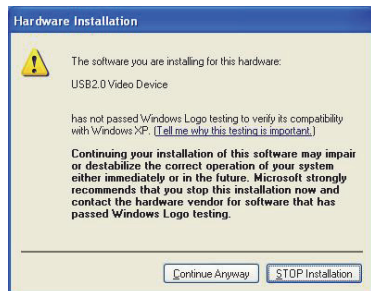 Hardware Installation
The software you are installing for this hardware:
USB2.0 Video Device
has not passed Windows Logo testing to verify its compatibility
with Windows XP. (Tell me why this testing is important.)
Continuing your installation of this software may impair
or destabilize the correct operation of your system
either immediately or in the future. Microsoft strongly
recommends that you stop this installation now and
contact the hardware vendor for software that has
passed Windows Logo testing.
Continue Anyway
STOP Installation